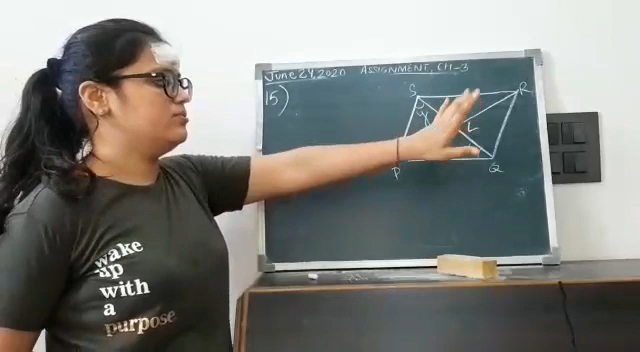 June 24, 2020 ASSIGNMENT, CH-3
15)
S R
y
L
P Q
wake
up
with
a
purpose